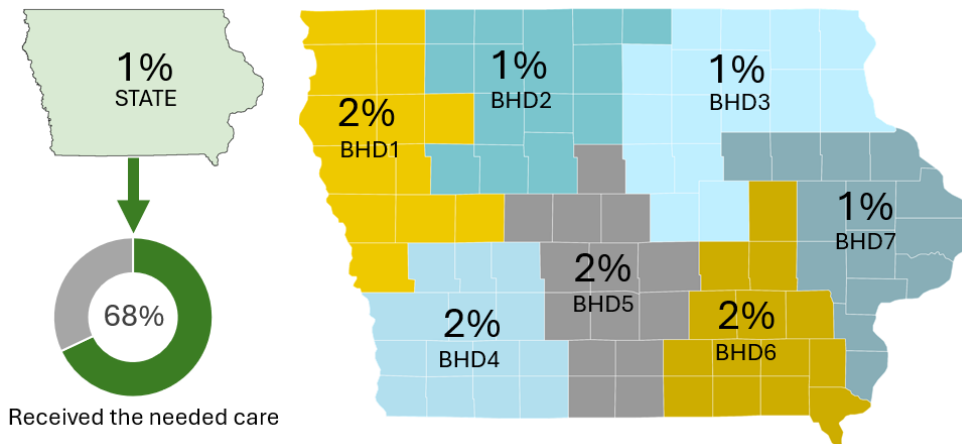 1%
STATE
68%
Received the needed care
2%
BHD1
1%
BHD2
1%
BHD3
2%
BHD4
2%
BHD5
2%
BHD6
1%
BHD7